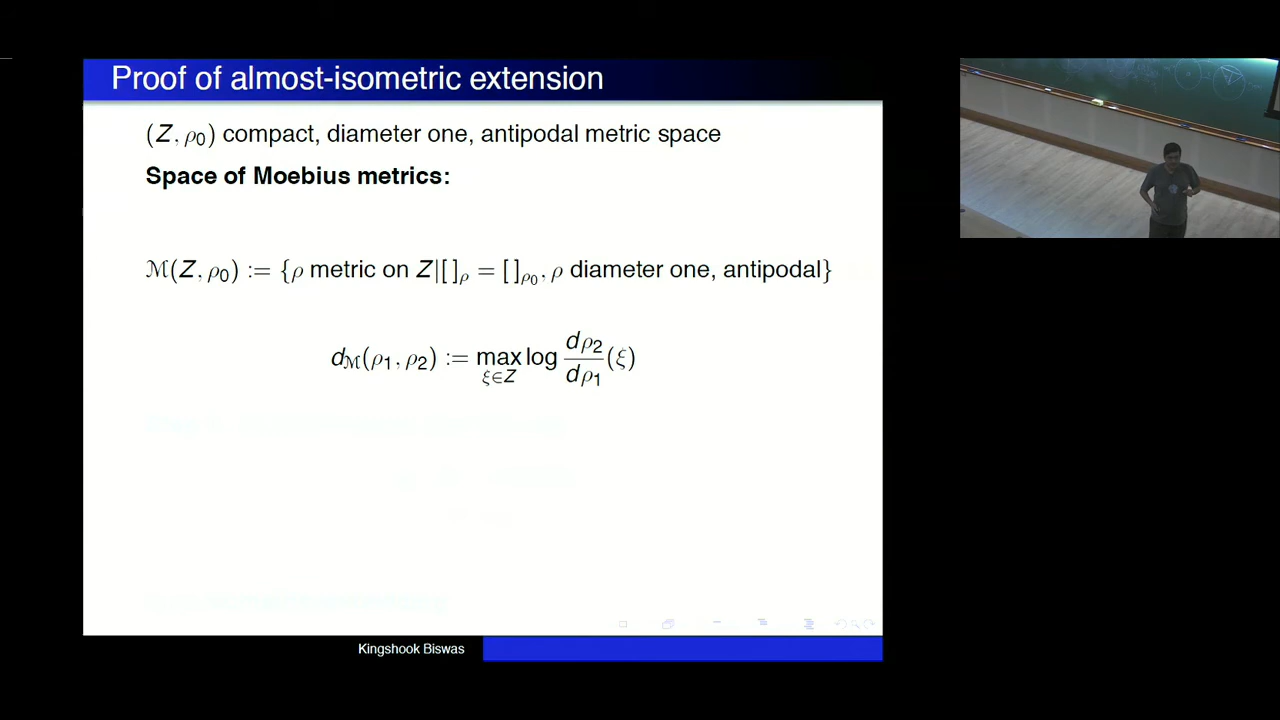 Proof of almost-isometric extension
(Z, ρ₀) compact, diameter one, antipodal metric space
Space of Moebius metrics:
ℳ(Z, ρ₀) := {ρ metric on Z|[ ]_ρ = [ ]_ρ₀, ρ diameter one, antipodal}
d_ℳ(ρ₁, ρ₂) := max_{ξ∈Z} log dρ₂/dρ₁ (ξ)
Kingshook Biswas